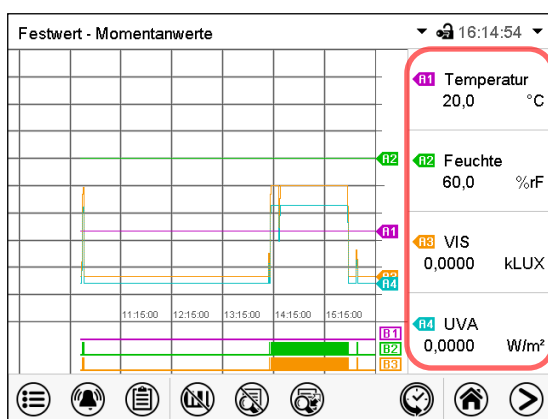 Festwert - Momentanwerte
16:14:54
A1 Temperatur
20,0 °C
A2
A2 Feuchte
60,0 %rF
A1
A3 VIS
0,0000 kLUX
A3
A4
A4 UVA
0,0000 W/m²
11:15:00 12:15:00 13:15:00 14:15:00 15:15:00
B1
B2
B3